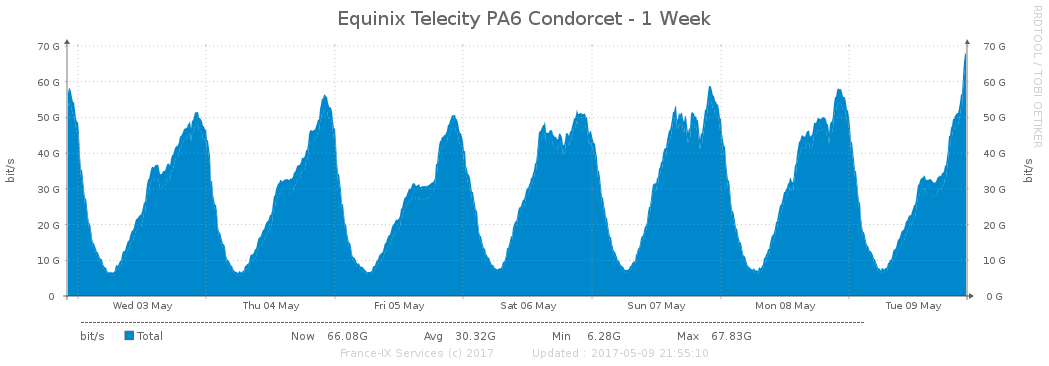 Equinix Telecity PA6 Condorcet - 1 Week
RRDTOOL / TOBI OETIKER
bit/s
70 G
60 G
50 G
40 G
30 G
20 G
10 G
0
70 G
60 G
50 G
40 G
30 G
20 G
10 G
0 G
bit/s
Wed 03 May Thu 04 May Fri 05 May Sat 06 May Sun 07 May Mon 08 May Tue 09 May
bit/s Total Now 66.08G Avg 30.32G Min 6.28G Max 67.83G
France-IX Services (c) 2017 Updated : 2017-05-09 21:55:10